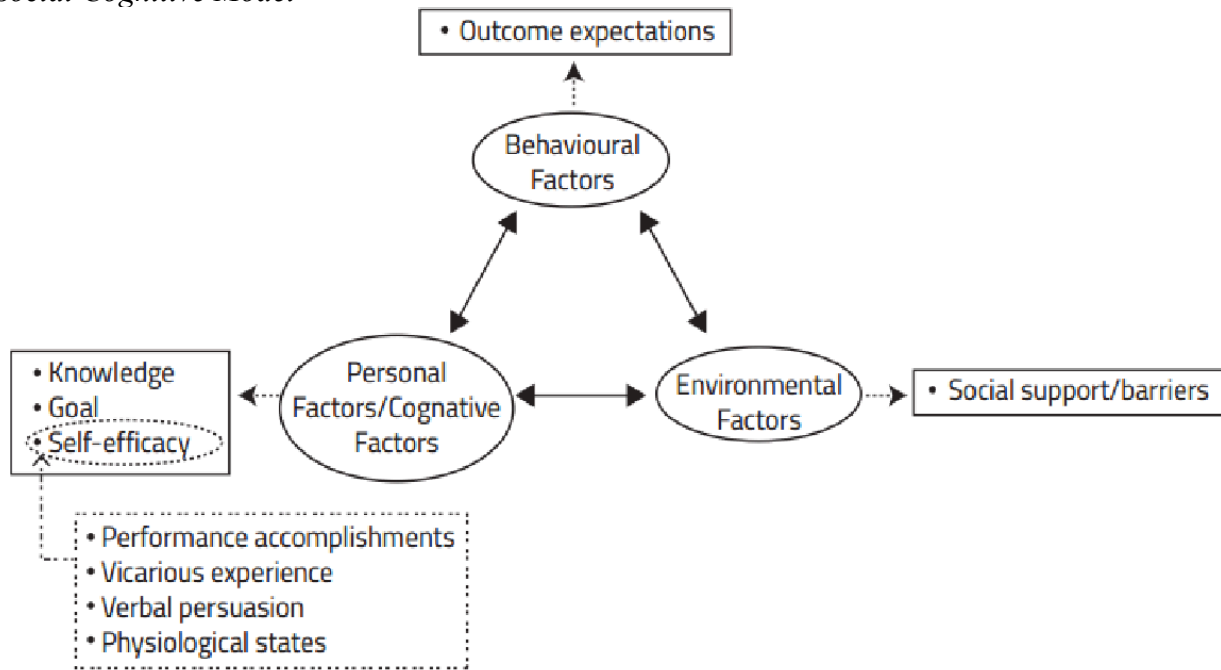 Social Cognitive Model
• Outcome expectations
Behavioural
Factors
• Knowledge
• Goal
• Self-efficacy
Personal
Factors/Cognative
Factors
Environmental
Factors
• Social support/barriers
• Performance accomplishments
• Vicarious experience
• Verbal persuasion
• Physiological states